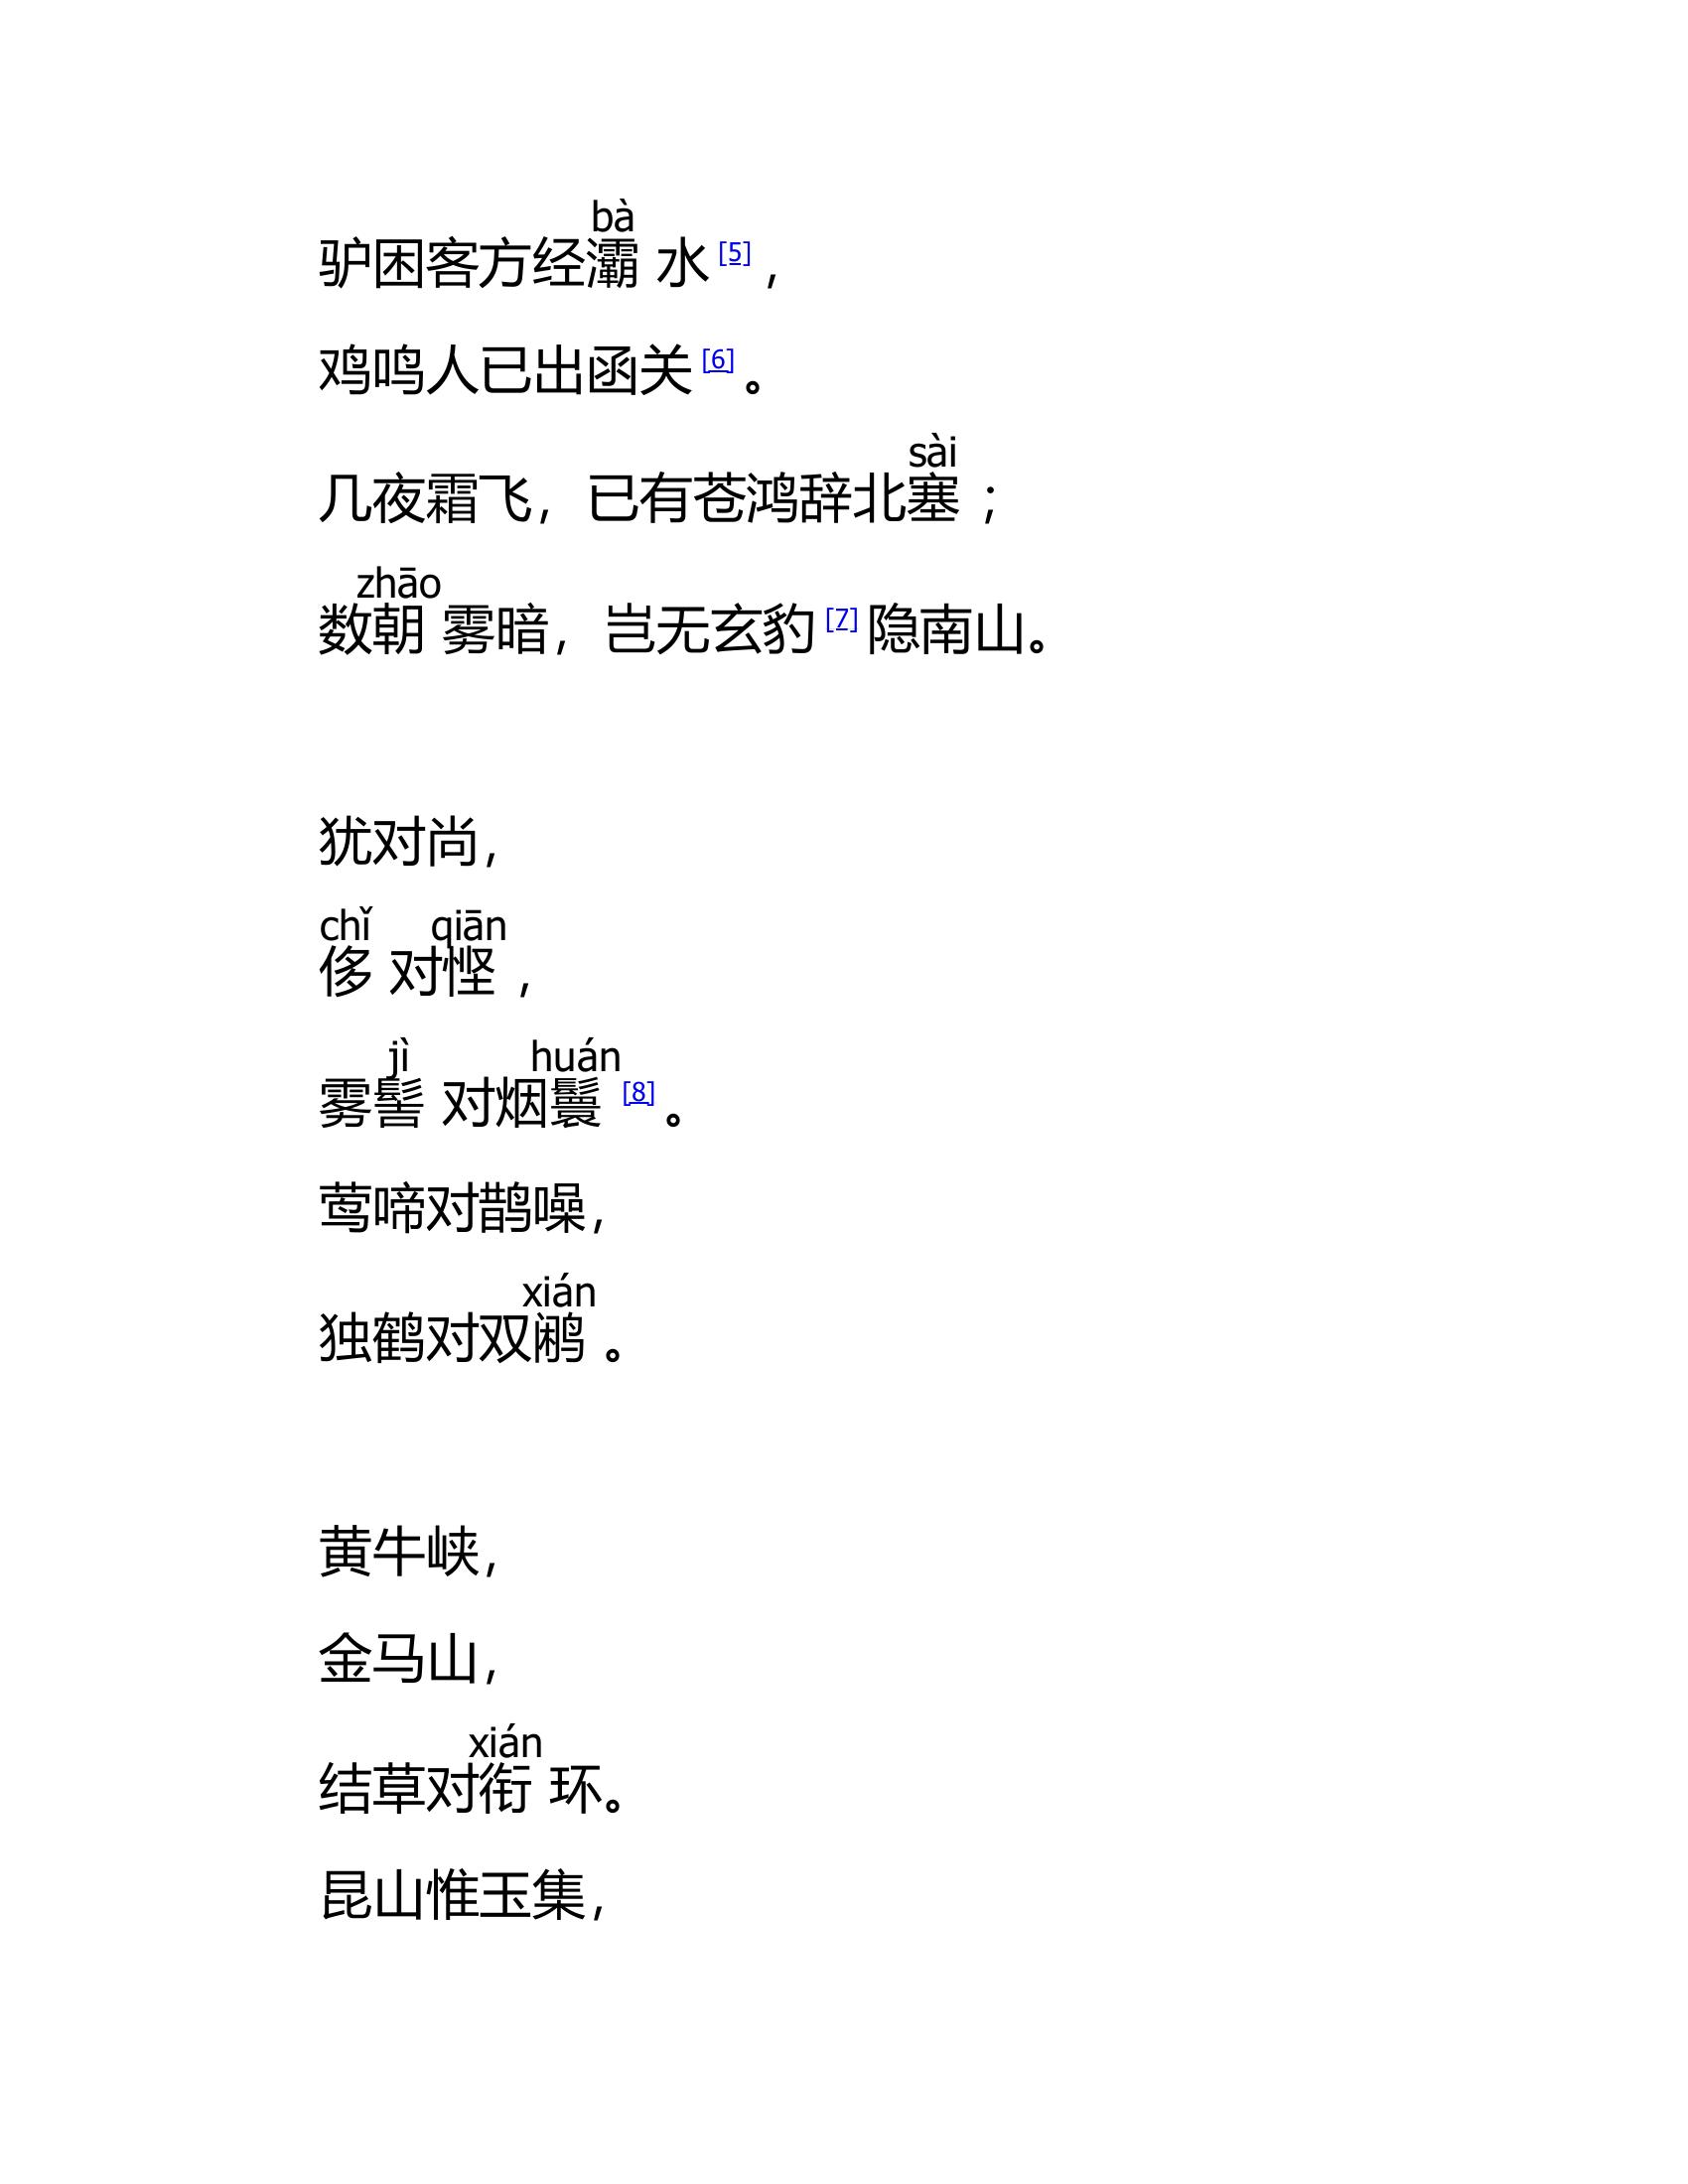 bà
驴困客方经灞 水[5]，
鸡鸣人已出函关[6]。
sài
几夜霜飞，已有苍鸿辞北塞 ；
zhāo
数朝 雾暗，岂无玄豹[7]隐南山。
犹对尚，
chǐ qiān
侈 对悭 ，
jì huán
雾髻 对烟鬟 [8]。
莺啼对鹊噪，
xián
独鹤对双鹇 。
黄牛峡，
金马山，
xián
结草对衔 环。
昆山惟玉集，